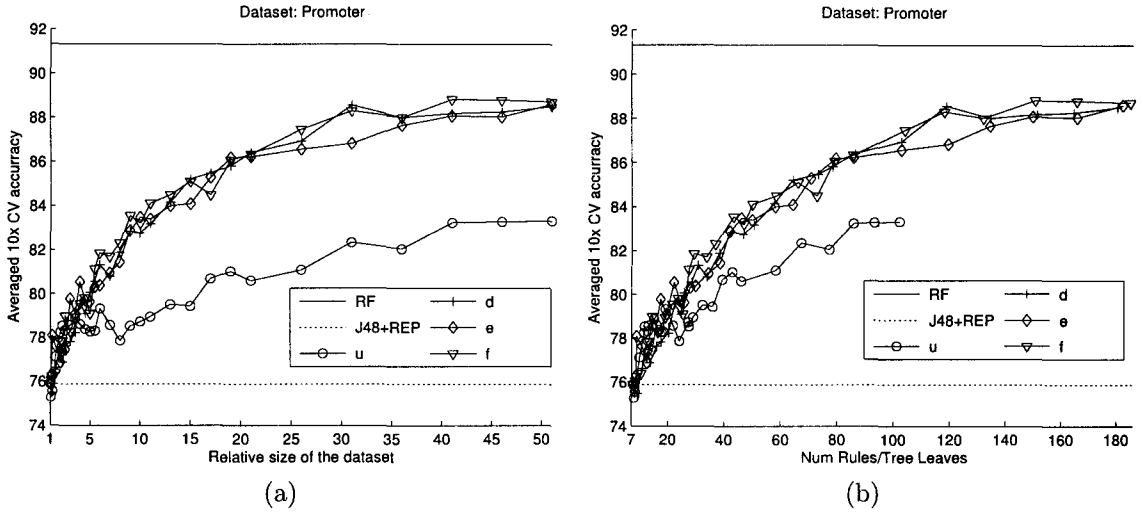 Dataset: Promoter
92
90
88
86
84
82
80
78
76
74
Averaged 10x CV accurracy
RF
J48+REP
u
d
e
f
1 5 10 15 20 25 30 35 40 45 50
Relative size of the dataset
(a)
Dataset: Promoter
92
90
88
86
84
82
80
78
76
74
Averaged 10x CV accurracy
RF
J48+REP
u
d
e
f
7 20 40 60 80 100 120 140 160 180
Num Rules/Tree Leaves
(b)